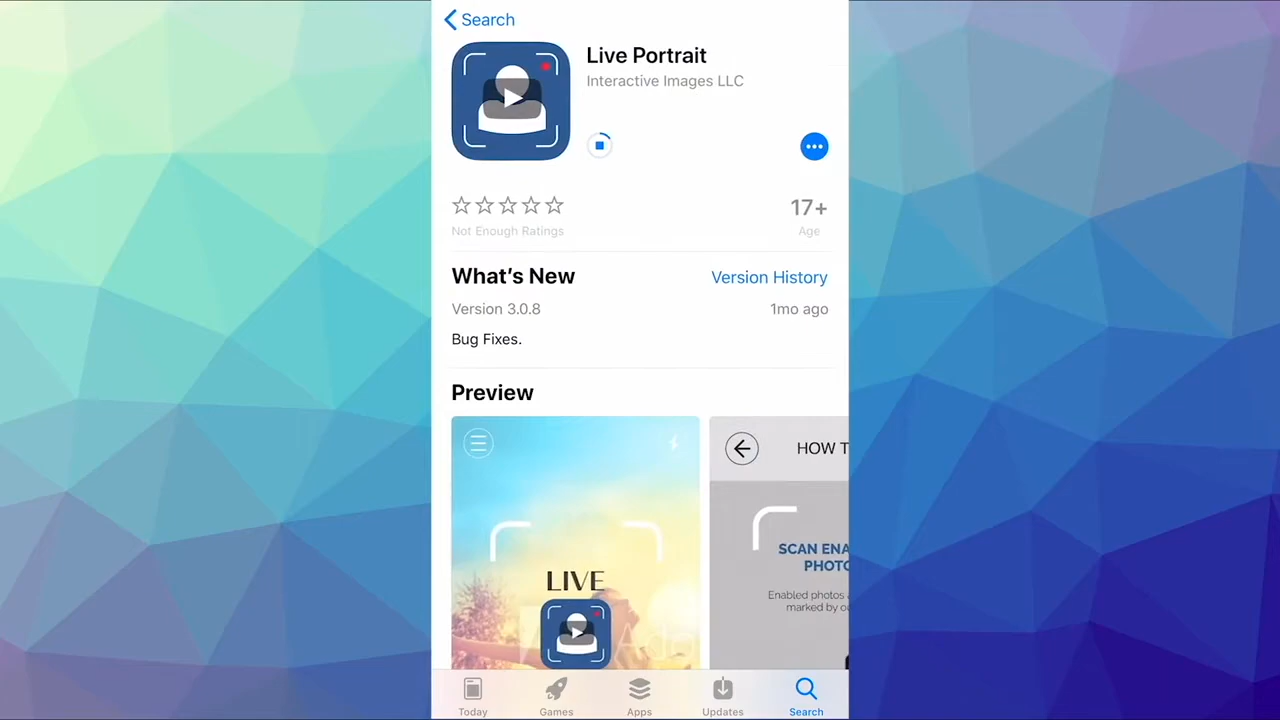 Search
Live Portrait
Interactive Images LLC
Not Enough Ratings
17+
Age
What's New
Version History
Version 3.0.8
1mo ago
Bug Fixes.
Preview
LIVE
HOW T
SCAN ENA
PHOTO
Enabled photos
marked by o
Today
Games
Apps
Updates
Search